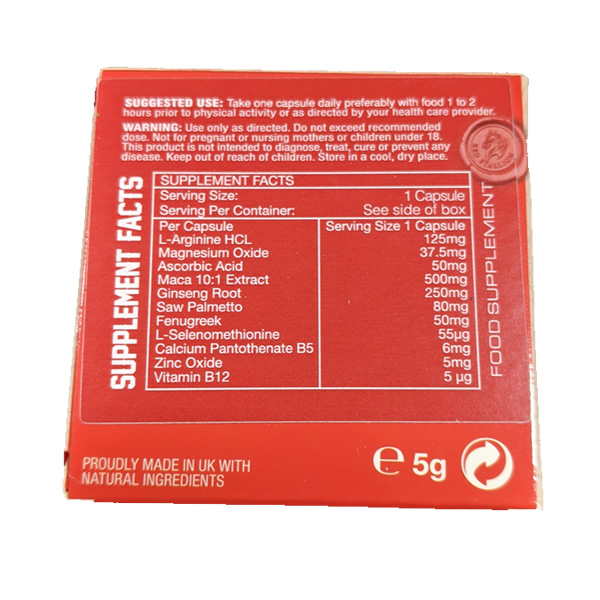 SUGGESTED USE: Take one capsule daily preferably with food 1 to 2
hours prior to physical activity or as directed by your health care provider.
WARNING: Use only as directed. Do not exceed recommended
dose. Not for pregnant or nursing mothers or children under 18.
This product is not intended to diagnose, treat, cure or prevent any
disease. Keep out of reach of children. Store in a cool, dry place.
SUPPLEMENT FACTS
SUPPLEMENT FACTS
Serving Size: 1 Capsule
Serving Per Container: See side of box
Per Capsule Serving Size 1 Capsule
L-Arginine HCL 125mg
Magnesium Oxide 37.5mg
Ascorbic Acid 50mg
Maca 10:1 Extract 500mg
Ginseng Root 250mg
Saw Palmetto 80mg
Fenugreek 50mg
L-Selenomethionine 55µg
Calcium Pantothenate B5 6mg
Zinc Oxide 5mg
Vitamin B12 5 µg
FOOD SUPPLEMENT
PROUDLY MADE IN UK WITH
NATURAL INGREDIENTS
e 5g